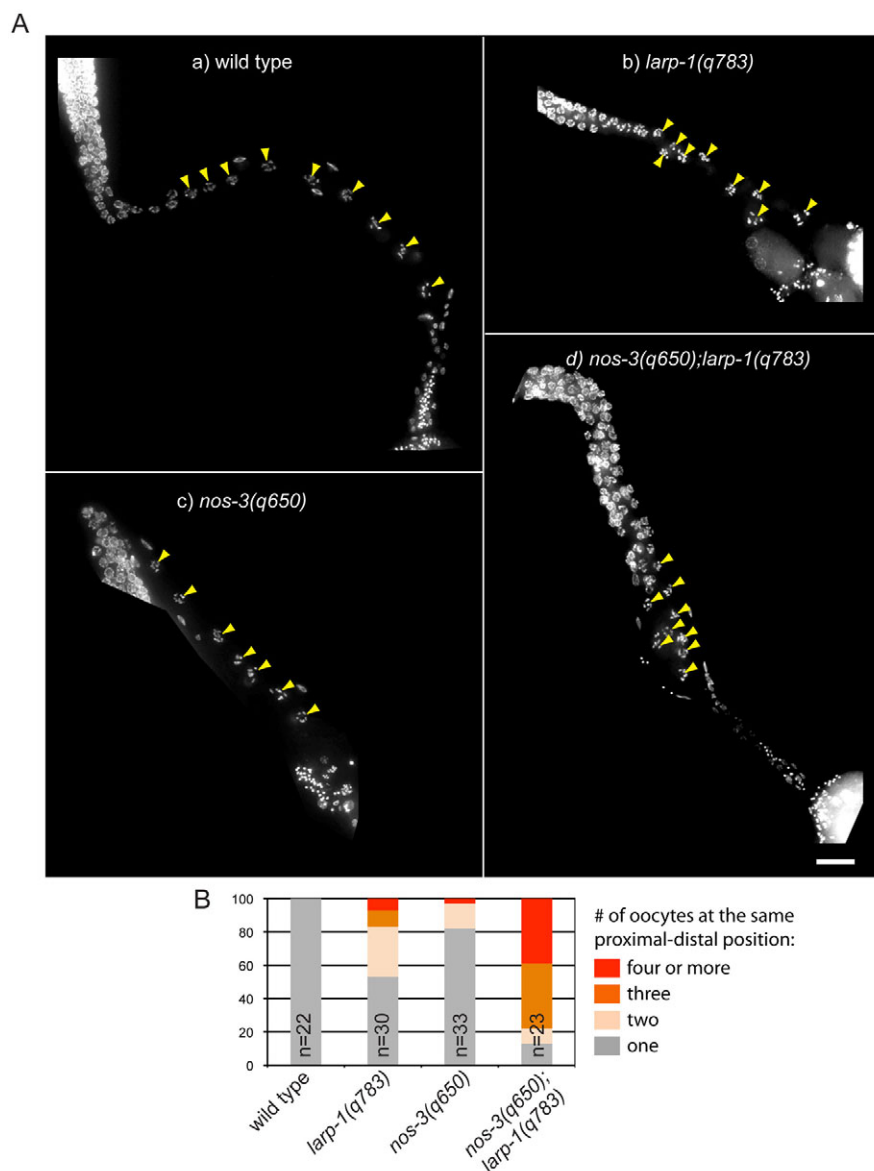 A
a) wild type
b) larp-1(q783)
c) nos-3(q650)
d) nos-3(q650);larp-1(q783)
B
100
80
60
40
20
0
n=22
n=30
n=33
n=23
wild type
larp-1(q783)
nos-3(q650)
nos-3(q650);
larp-1(q783)
# of oocytes at the same
proximal-distal position:
four or more
three
two
one